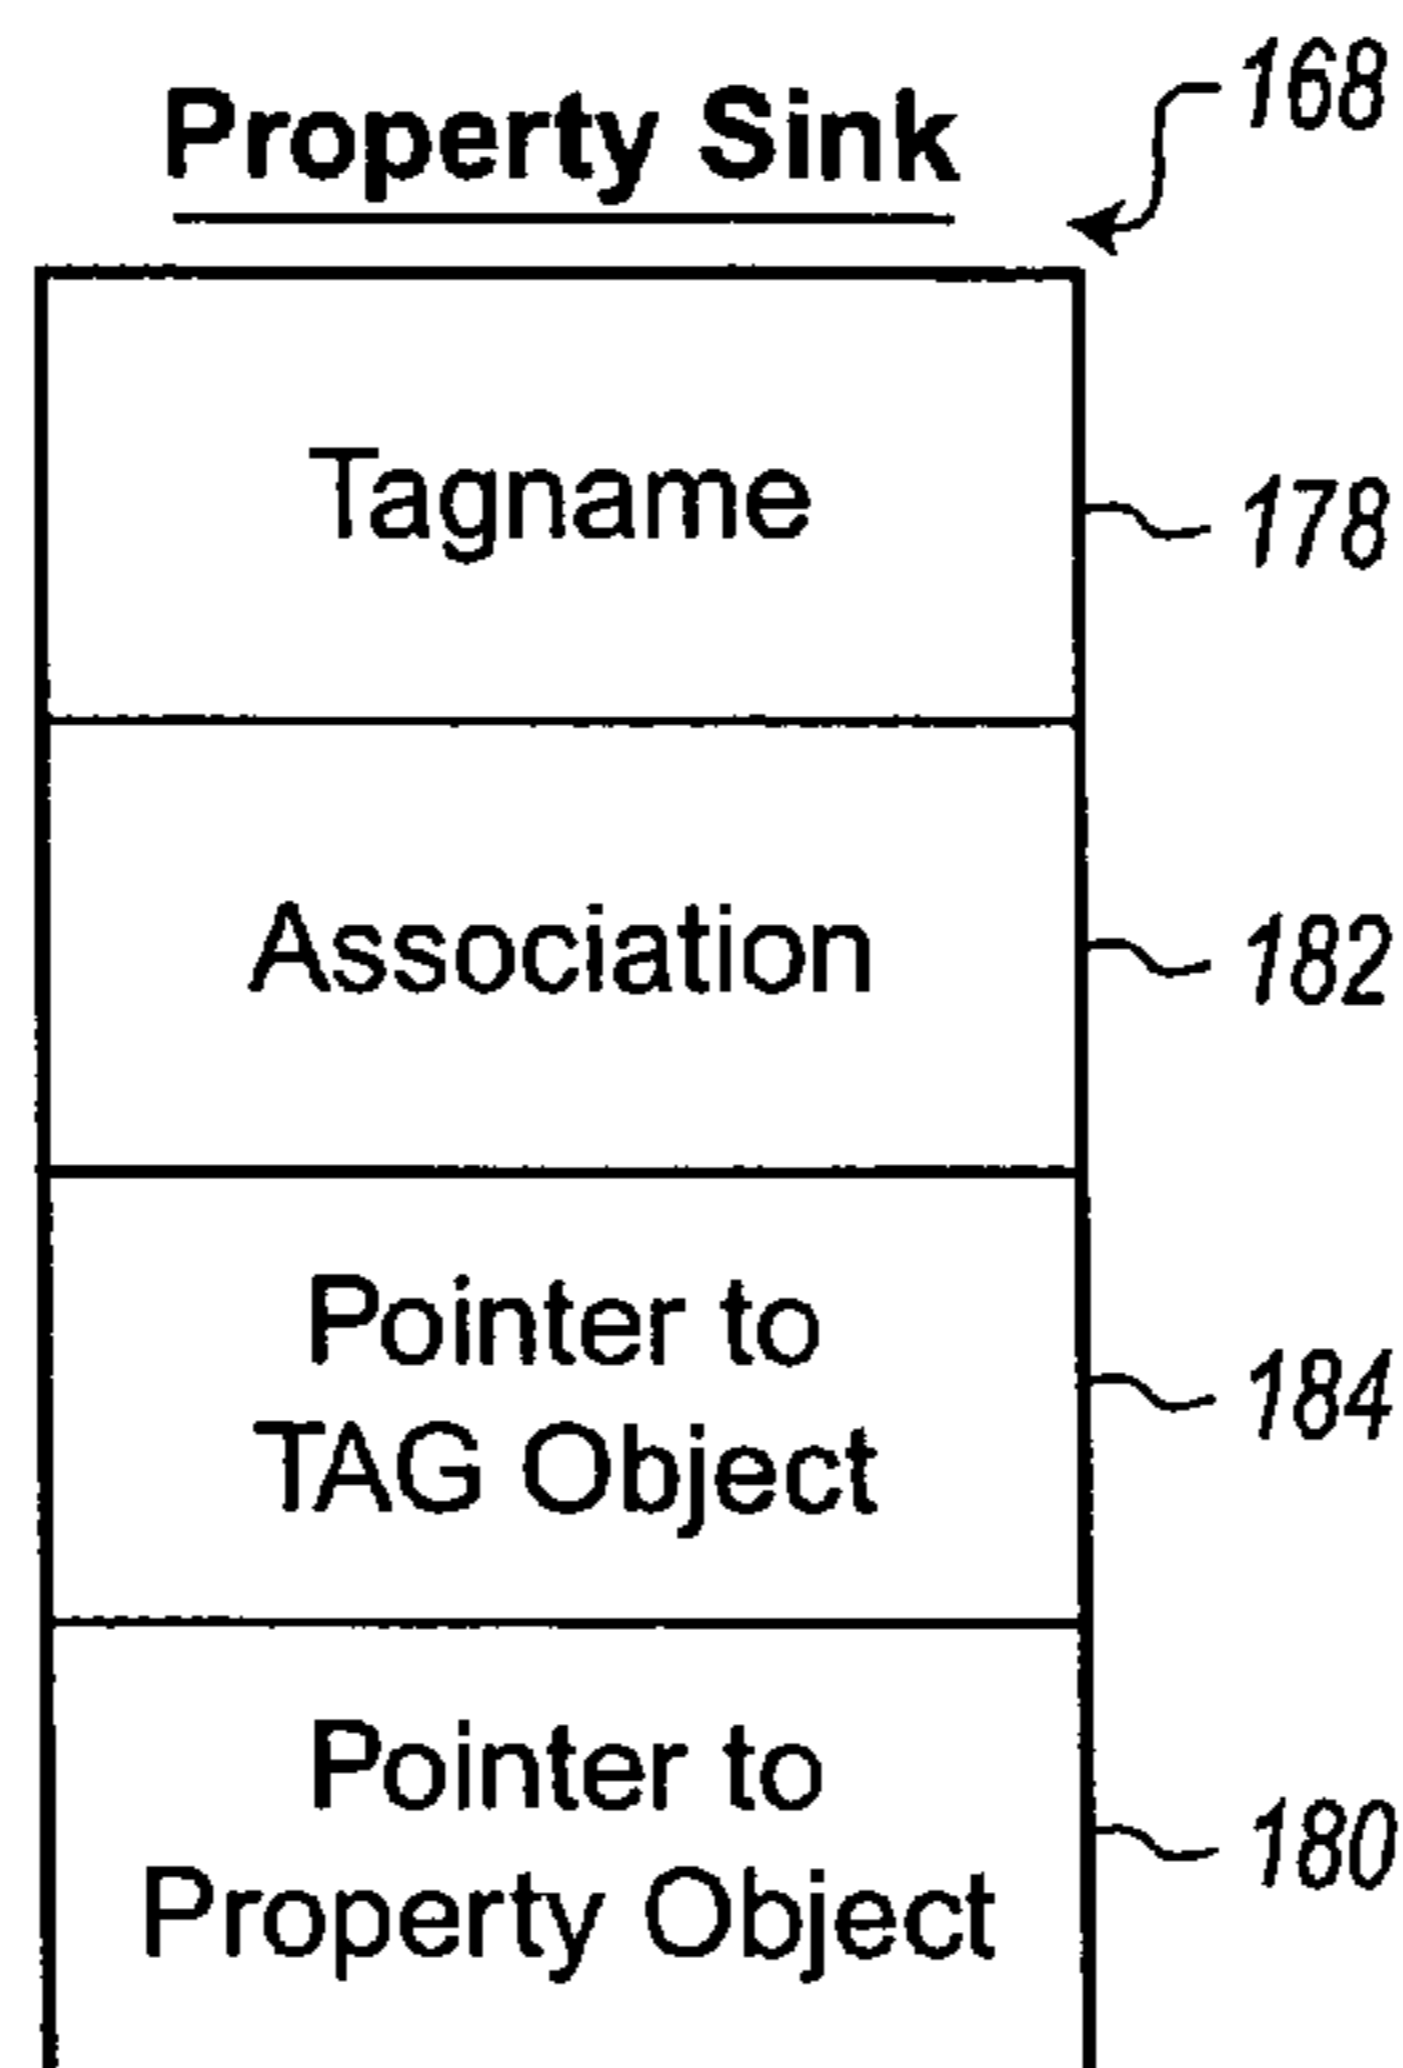 Property Sink
168
Tagname
178
Association
182
Pointer to
TAG Object
184
Pointer to
Property Object
180